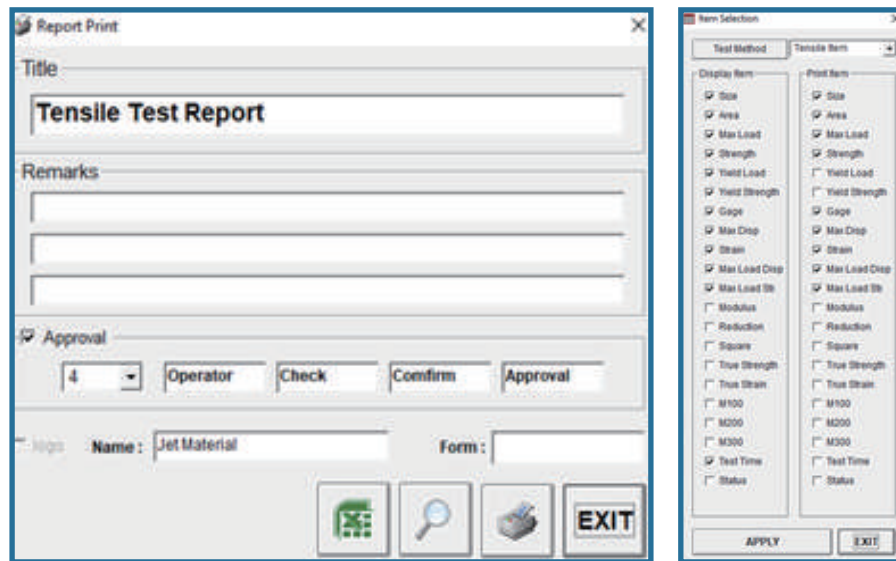 Report Print
Title
Tensile Test Report
Remarks
Approval
4 Operator Check Comfirm Approval
logo Name : Jet Material Form :
EXIT
Item Selection
Test Method Tensile Item
Display Item Print Item
Size Size
Area Area
Max Load Max Load
Strength Strength
Yield Load Yield Load
Yield Strength Yield Strength
Gage Gage
Max Disp Max Disp
Strain Strain
Max Load Disp Max Load Disp
Max Load Str Max Load Str
Modulus Modulus
Reduction Reduction
Square Square
True Strength True Strength
True Strain True Strain
M100 M100
M200 M200
M300 M300
Test Time Test Time
Status Status
APPLY EXIT